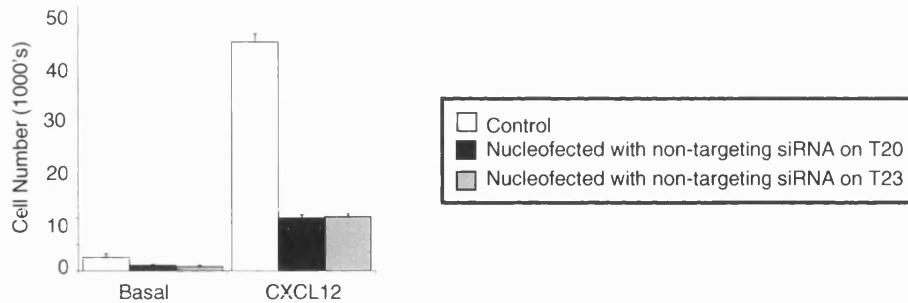 50
40
30
20
10
0
Cell Number (1000's)
Basal
CXCL12
Control
Nucleofected with non-targeting siRNA on T20
Nucleofected with non-targeting siRNA on T23